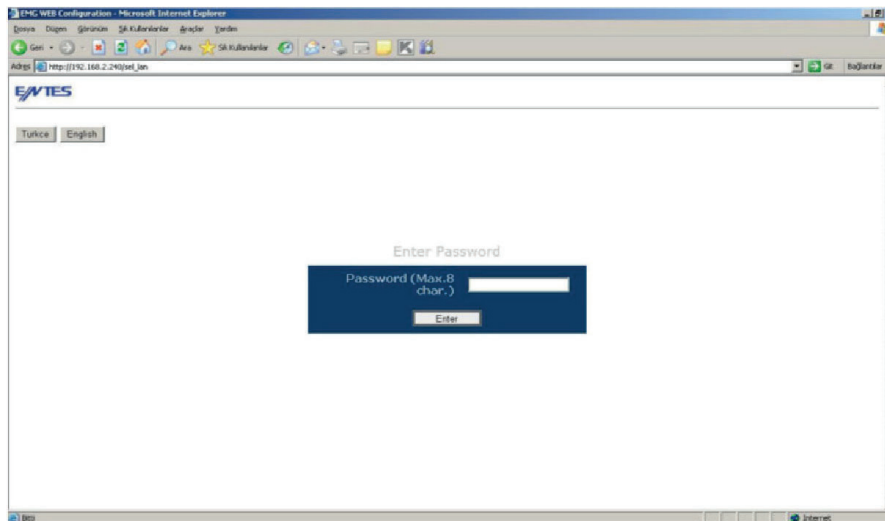 EMG WEB Configuration - Microsoft Internet Explorer
Dosya Düzen Görünüm Sık Kullanılanlar Araçlar Yardım
Geri Ara Sık Kullanılanlar
Adres http://192.168.2.240/sel_lan Git Bağlantılar
ENTES
Turkce English
Enter Password
Password (Max.8
char.)
Enter
Bitti Internet